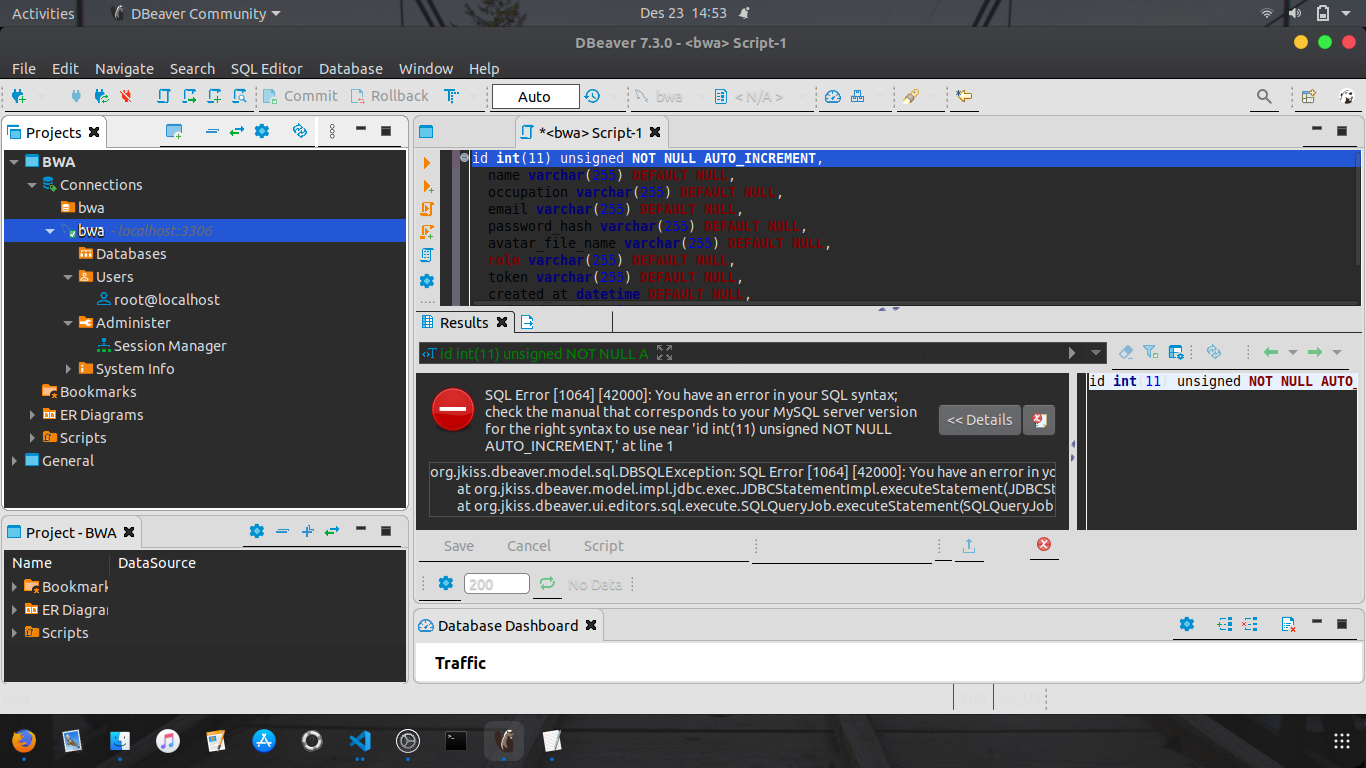 Activities
DBeaver Community
Des 23 14:53
DBeaver 7.3.0 - <bwa> Script-1
File Edit Navigate Search SQL Editor Database Window Help
Commit
Rollback
Auto
bwa
< N/A >
Projects
*<bwa> Script-1
BWA
Connections
bwa
bwa - localhost:3306
Databases
Users
root@localhost
Administer
Session Manager
System Info
Bookmarks
ER Diagrams
Scripts
General
id int(11) unsigned NOT NULL AUTO_INCREMENT,
name varchar(255) DEFAULT NULL,
occupation varchar(255) DEFAULT NULL,
email varchar(255) DEFAULT NULL,
password_hash varchar(255) DEFAULT NULL,
avatar_file_name varchar(255) DEFAULT NULL,
role varchar(255) DEFAULT NULL,
token varchar(255) DEFAULT NULL,
created_at datetime DEFAULT NULL,
Results
id int(11) unsigned NOT NULL A
SQL Error [1064] [42000]: You have an error in your SQL syntax;
check the manual that corresponds to your MySQL server version
for the right syntax to use near 'id int(11) unsigned NOT NULL
AUTO_INCREMENT,' at line 1
<< Details
org.jkiss.dbeaver.model.sql.DBSQLException: SQL Error [1064] [42000]: You have an error in yo
at org.jkiss.dbeaver.model.impl.jdbc.exec.JDBCStatementImpl.executeStatement(JDBCSt
at org.jkiss.dbeaver.ui.editors.sql.execute.SQLQueryJob.executeStatement(SQLQueryJob
id int(11) unsigned NOT NULL AUTO_
Save
Cancel
Script
200
No Data
Project - BWA
Name
DataSource
Bookmark
ER Diagrar
Scripts
Database Dashboard
Traffic